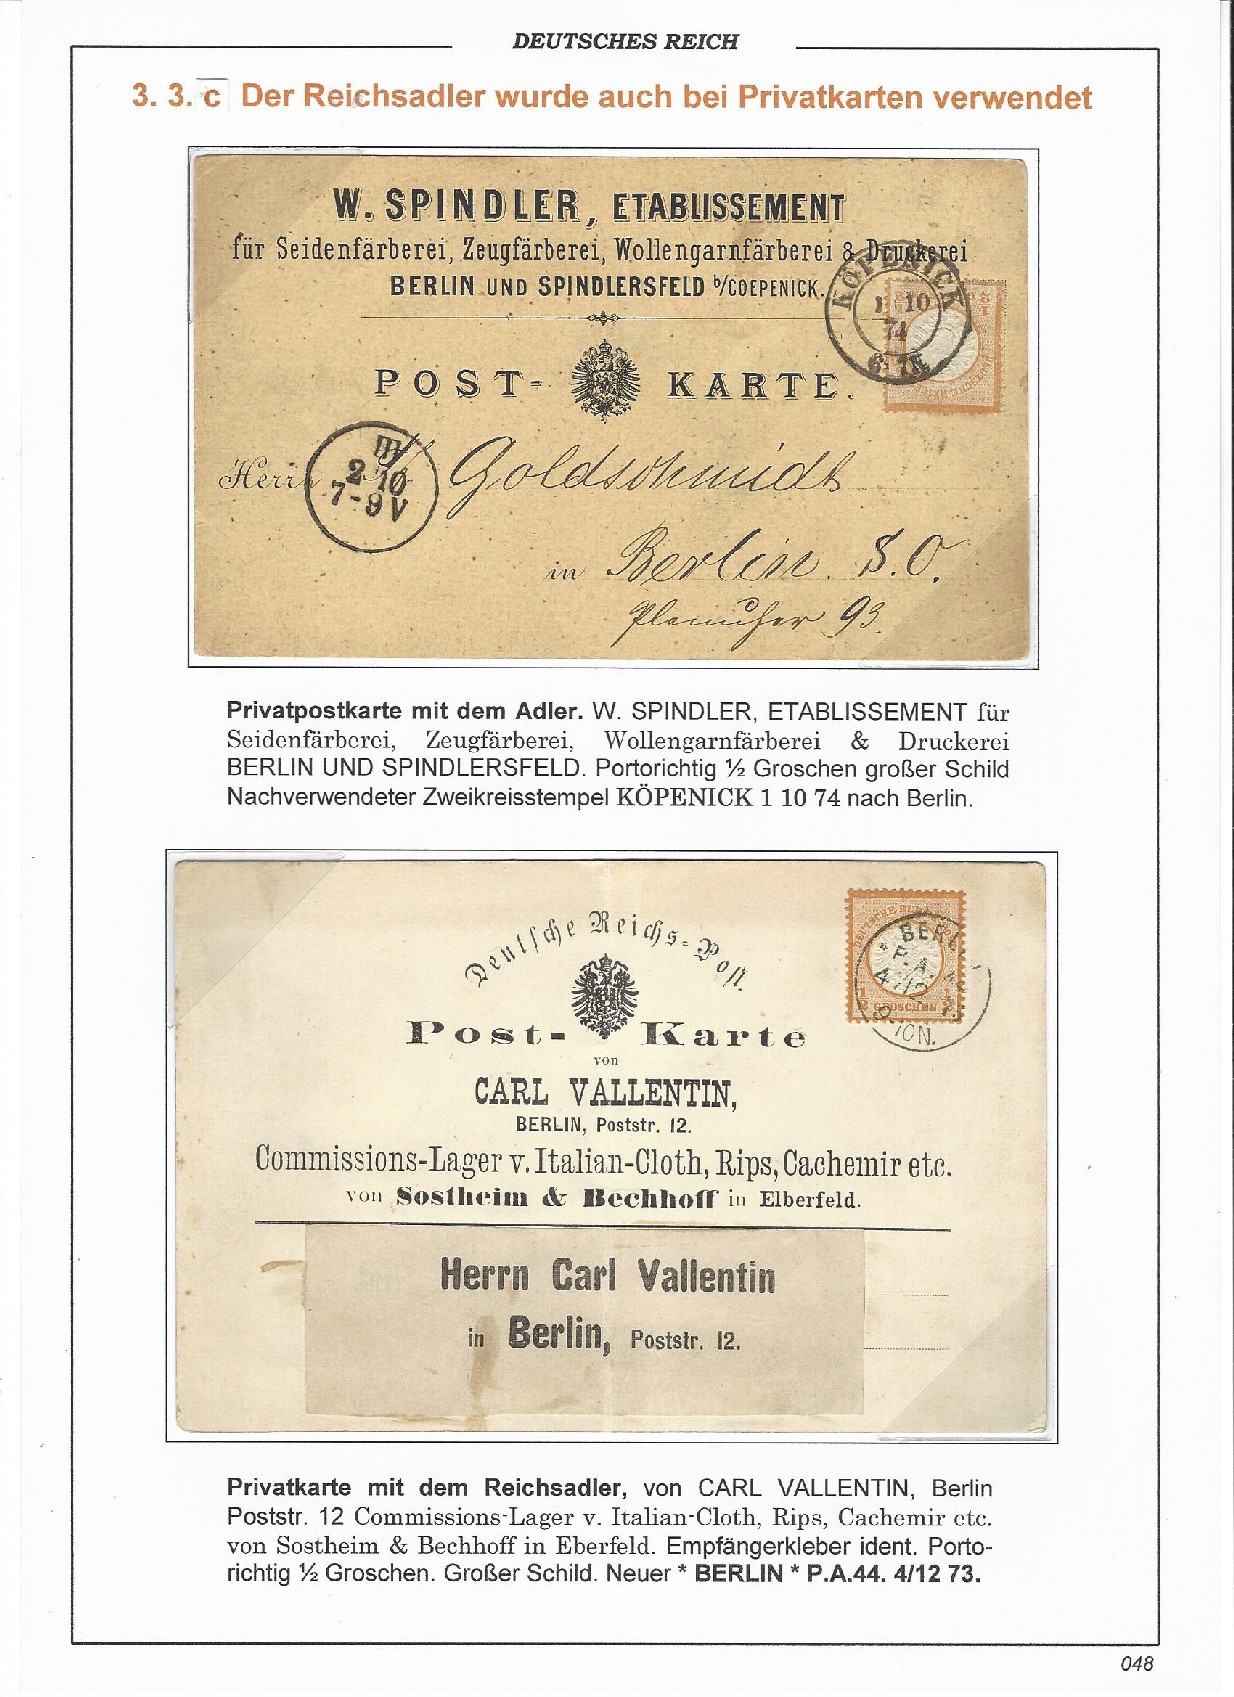 DEUTSCHES REICH
3. 3. c Der Reichsadler wurde auch bei Privatkarten verwendet
W. SPINDLER, ETABLISSEMENT
für Seidenfärberei, Zeugfärberei, Wollengarnfärberei & Druckerei
BERLIN UND SPINDLERSFELD b/COEPENICK.
KÖPENICK
1 10
74
POST- KARTE.
Herrn Goldschmidt
2 10
7-9 V
in Berlin S.O.
93.
Privatpostkarte mit dem Adler. W. SPINDLER, ETABLISSEMENT für
Seidenfärberei, Zeugfärberei, Wollengarnfärberei & Druckerei
BERLIN UND SPINDLERSFELD. Portorichtig ½ Groschen großer Schild
Nachverwendeter Zweikreisstempel KÖPENICK 1 10 74 nach Berlin.
Deutsche Reichs-Post.
Post- Karte
von
CARL VALLENTIN,
BERLIN, Poststr. 12.
Commissions-Lager v. Italian-Cloth, Rips, Cachemir etc.
von Sostheim & Bechhoff in Elberfeld.
GROSCHEN
P.A.
4/12
Herrn Carl Vallentin
in Berlin, Poststr. 12.
Privatkarte mit dem Reichsadler, von CARL VALLENTIN, Berlin
Poststr. 12 Commissions-Lager v. Italian-Cloth, Rips, Cachemir etc.
von Sostheim & Bechhoff in Eberfeld. Empfängerkleber ident. Porto-
richtig ½ Groschen. Großer Schild. Neuer * BERLIN * P.A.44. 4/12 73.
048